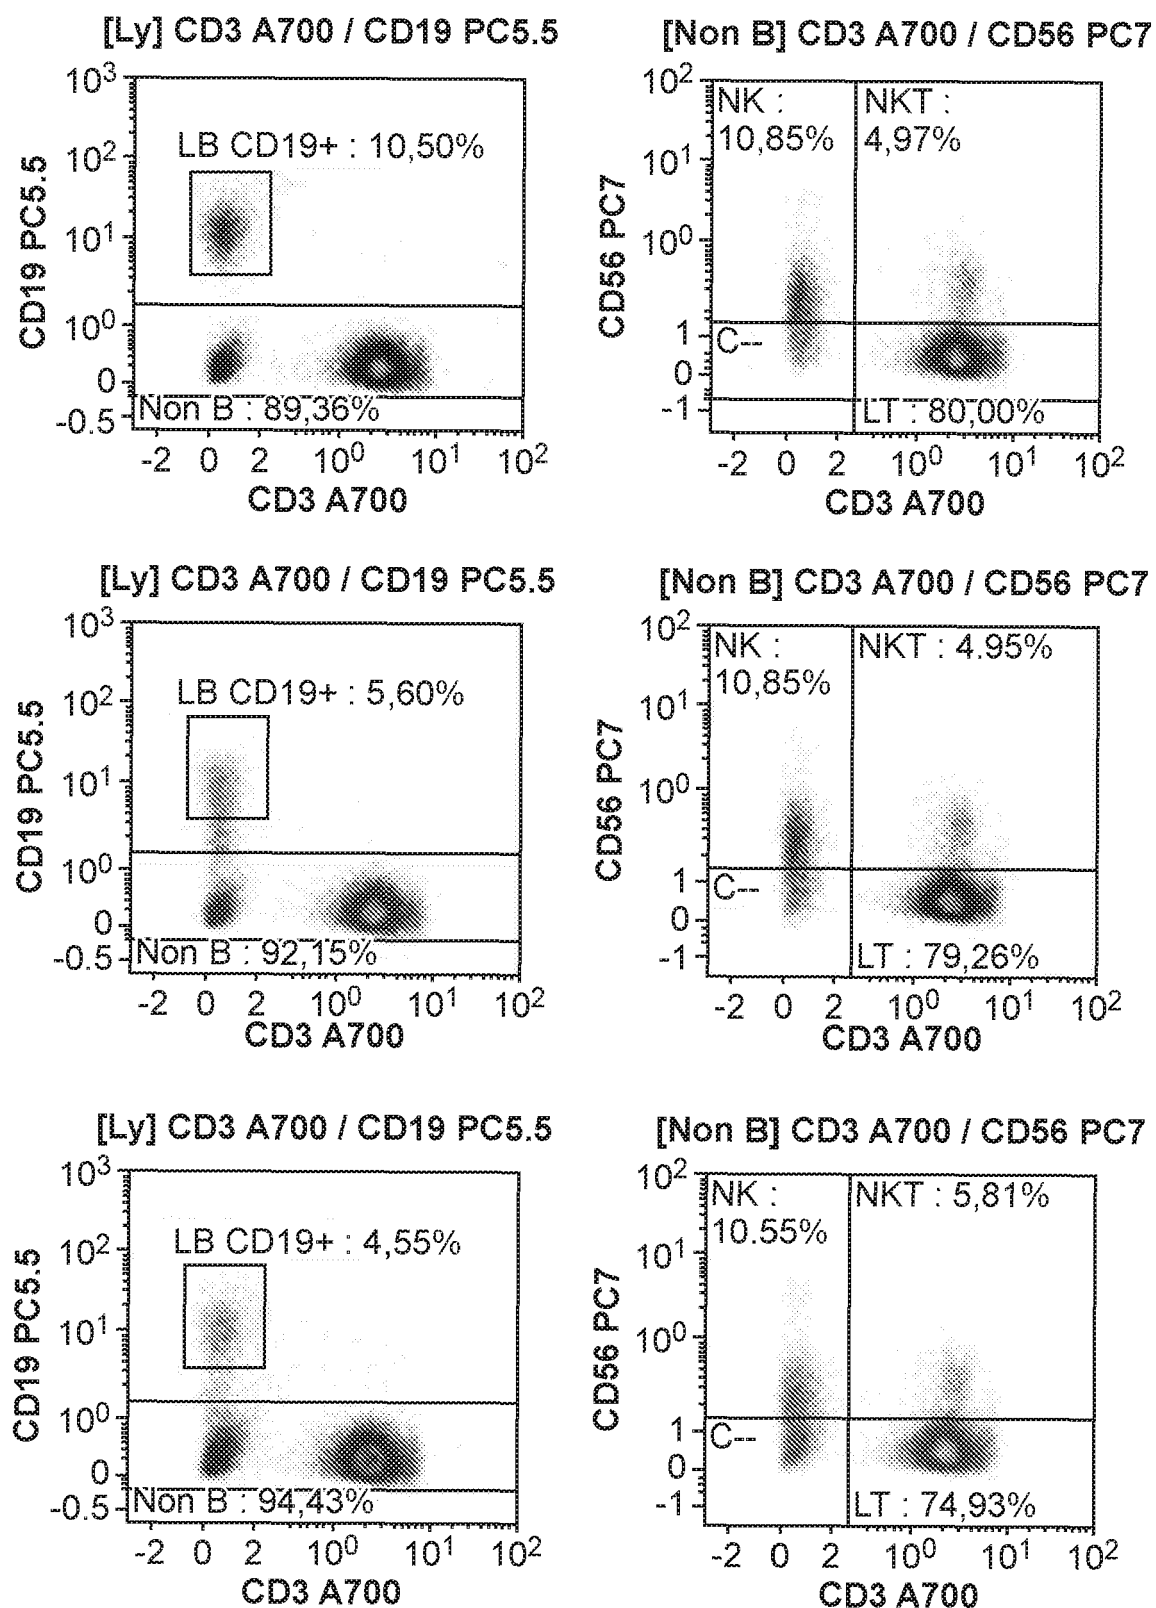 [Ly] CD3 A700 / CD19 PC5.5
10³
10²
10¹
10⁰
0
-0.5
CD19 PC5.5
LB CD19+ : 10,50%
Non B : 89,36%
-2 0 2 10⁰ 10¹ 10²
CD3 A700
[Non B] CD3 A700 / CD56 PC7
10²
10¹
10⁰
1
0
-1
CD56 PC7
NK :
10,85%
NKT :
4,97%
C--
LT : 80,00%
-2 0 2 10⁰ 10¹ 10²
CD3 A700
[Ly] CD3 A700 / CD19 PC5.5
10³
10²
10¹
10⁰
0
-0.5
CD19 PC5.5
LB CD19+ : 5,60%
Non B : 92,15%
-2 0 2 10⁰ 10¹ 10²
CD3 A700
[Non B] CD3 A700 / CD56 PC7
10²
10¹
10⁰
1
0
-1
CD56 PC7
NK :
10,85%
NKT : 4.95%
C--
LT : 79,26%
-2 0 2 10⁰ 10¹ 10²
CD3 A700
[Ly] CD3 A700 / CD19 PC5.5
10³
10²
10¹
10⁰
0
-0.5
CD19 PC5.5
LB CD19+ : 4,55%
Non B : 94,43%
-2 0 2 10⁰ 10¹ 10²
CD3 A700
[Non B] CD3 A700 / CD56 PC7
10²
10¹
10⁰
1
0
-1
CD56 PC7
NK :
10.55%
NKT : 5,81%
C--
LT : 74,93%
-2 0 2 10⁰ 10¹ 10²
CD3 A700